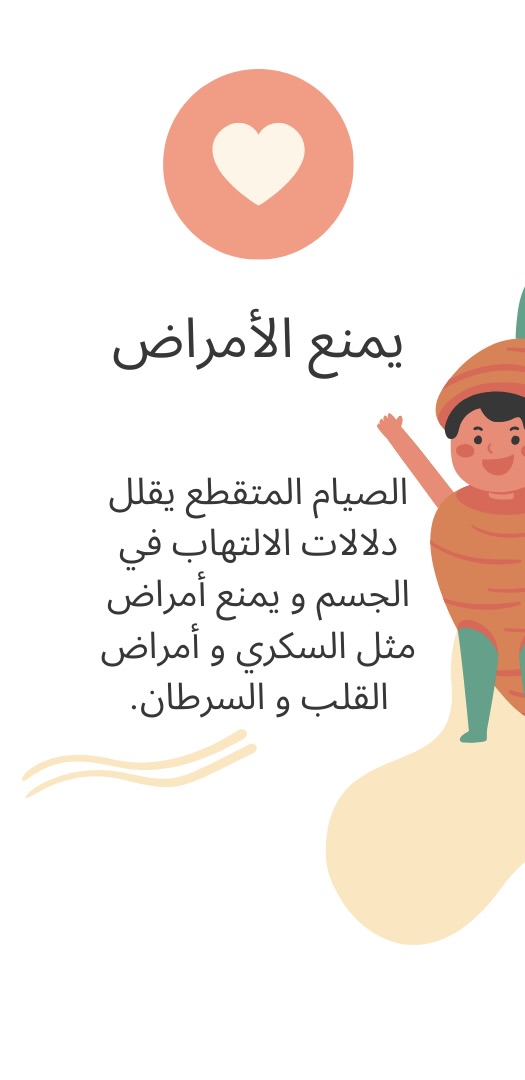 يمنع الأمراض
الصيام المتقطع يقلل
دلالات الالتهاب في
الجسم و يمنع أمراض
مثل السكري و أمراض
القلب و السرطان.